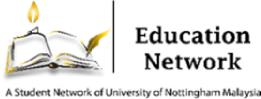 Education
Network
A Student Network of University of Nottingham Malaysia